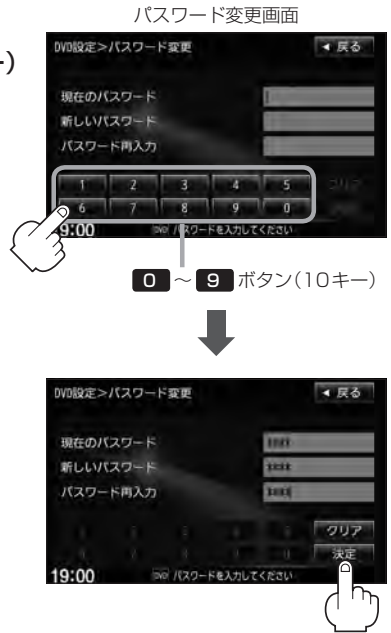 パスワード変更画面
DVD設定>パスワード変更
◀ 戻る
現在のパスワード
新しいパスワード
パスワード再入力
1 2 3 4 5 クリア
6 7 8 9 0
9:00 DVD パスワードを入力してください
0 ～ 9 ボタン(10キー)
DVD設定>パスワード変更
◀ 戻る
現在のパスワード ****
新しいパスワード ****
パスワード再入力 ****
クリア
決定
19:00 DVD パスワードを入力してください